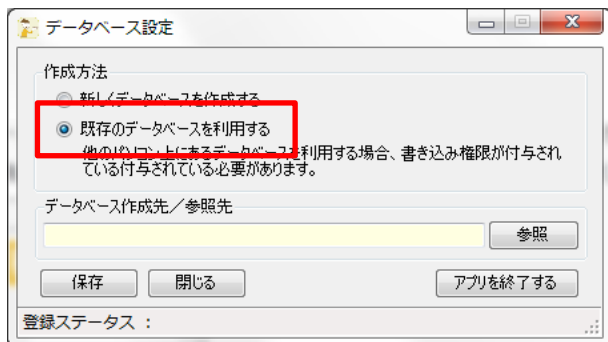 データベース設定
作成方法
新しくデータベースを作成する
既存のデータベースを利用する
他のパソコン上にあるデータベースを利用する場合、書き込み権限が付与され
ている付与されている必要があります。
データベース作成先／参照先
参照
保存
閉じる
アプリを終了する
登録ステータス ：